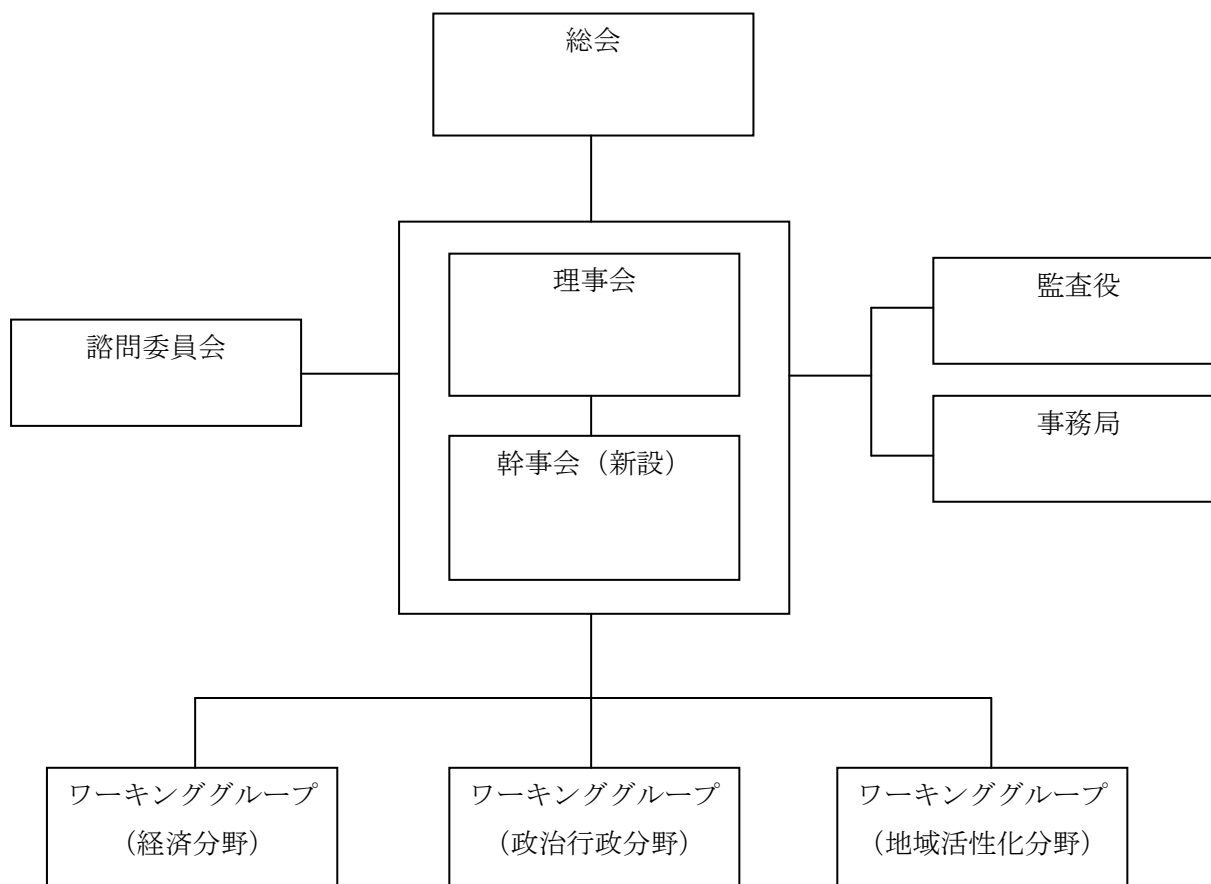 総会
理事会
監査役
諮問委員会
事務局
幹事会（新設）
ワーキンググループ
（経済分野）
ワーキンググループ
（政治行政分野）
ワーキンググループ
（地域活性化分野）